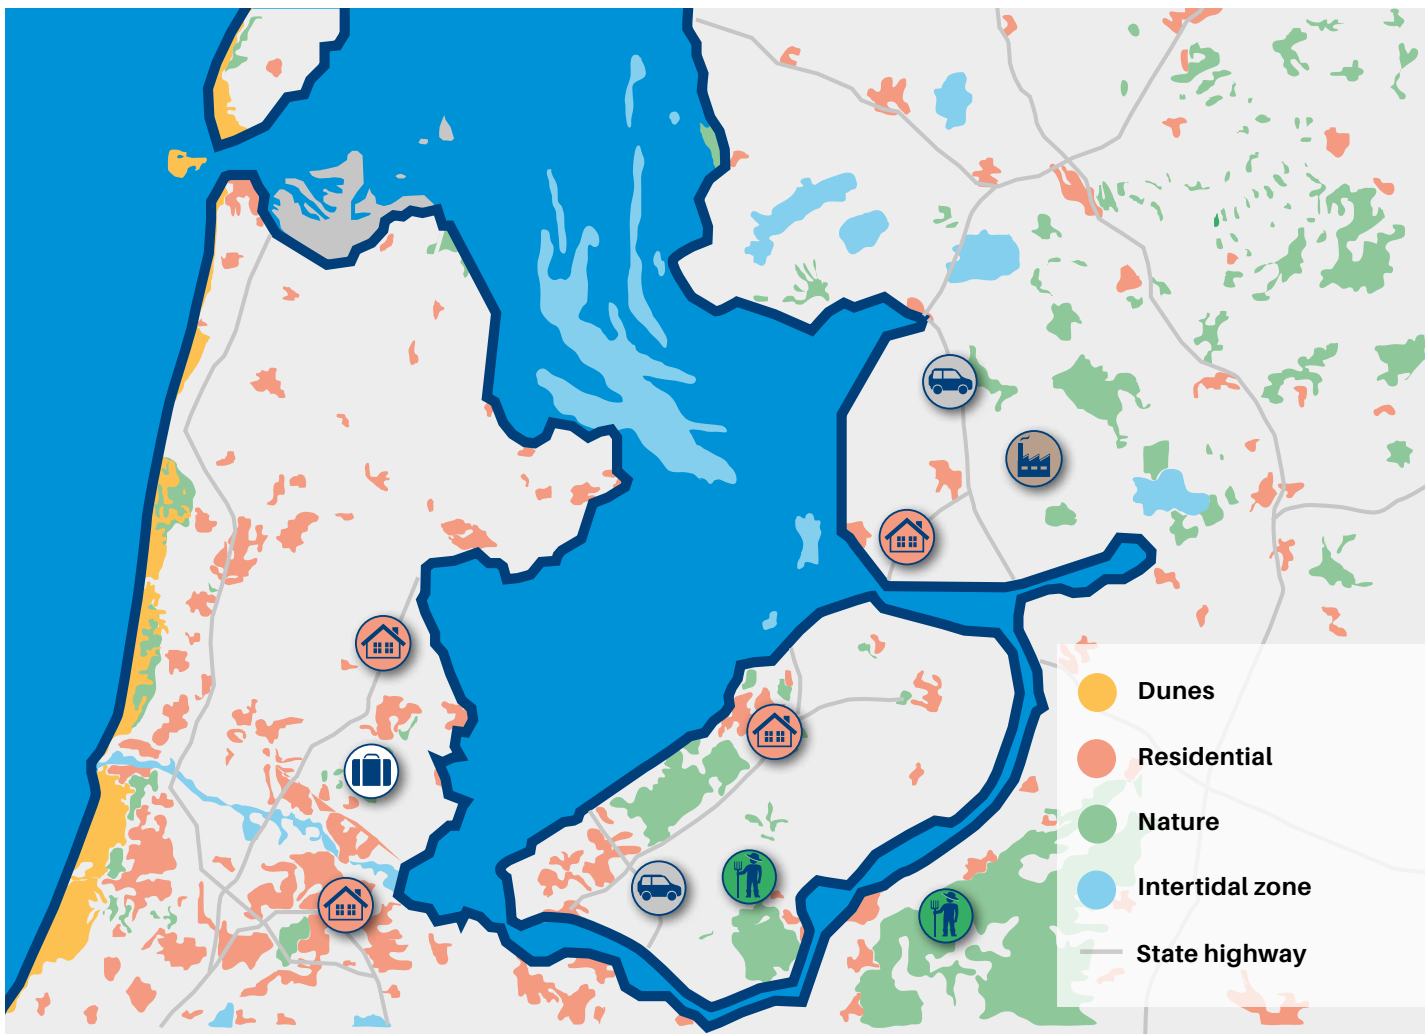 Dunes
Residential
Nature
Intertidal zone
State highway